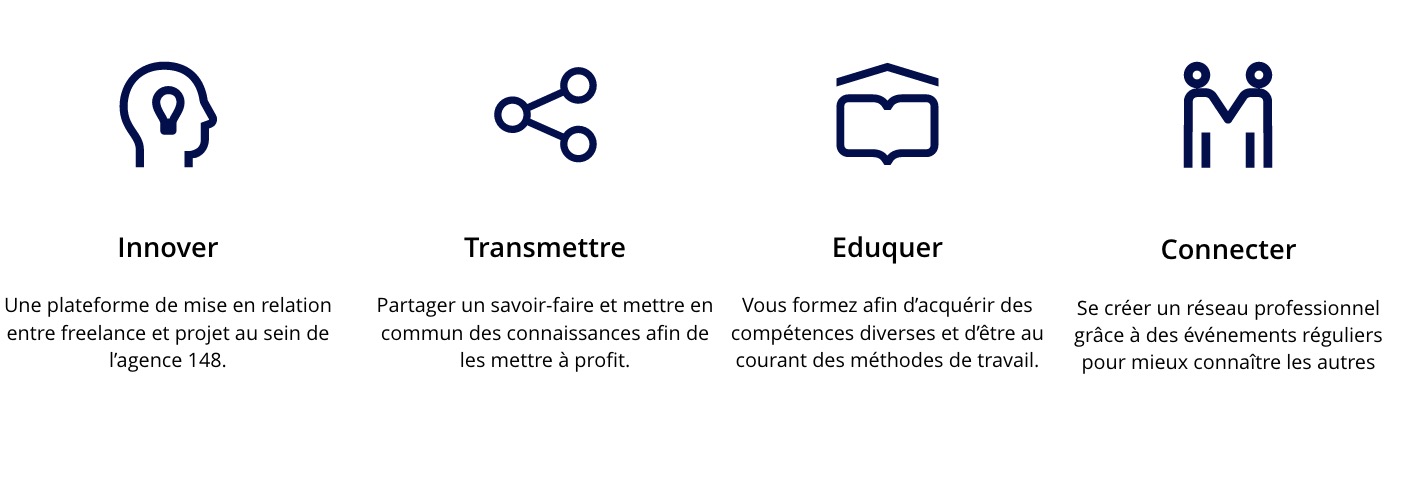 Innover
Une plateforme de mise en relation
entre freelance et projet au sein de
l’agence 148.
Transmettre
Partager un savoir-faire et mettre en
commun des connaissances afin de
les mettre à profit.
Eduquer
Vous formez afin d’acquérir des
compétences diverses et d’être au
courant des méthodes de travail.
Connecter
Se créer un réseau professionnel
grâce à des événements réguliers
pour mieux connaître les autres